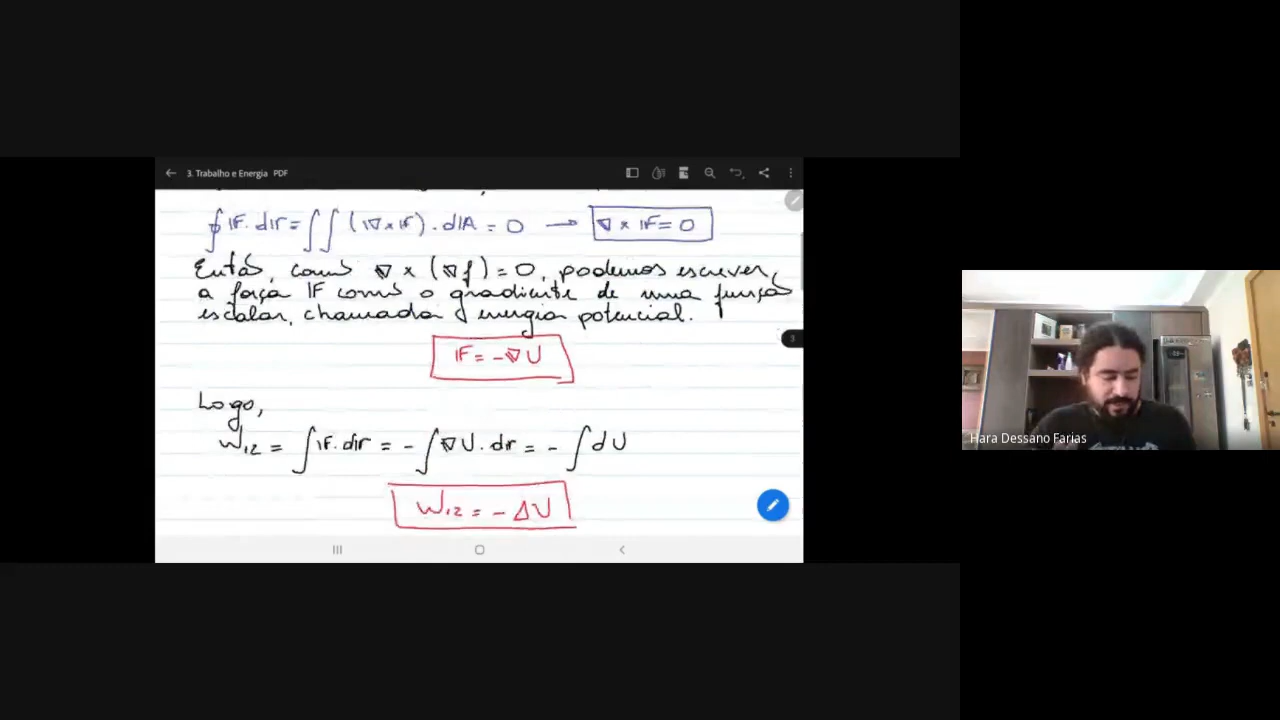 3. Trabalho e Energia PDF
∮ 𝔽·d𝕣 = ∬ (∇ × 𝔽)·d𝔸 = 0 → ∇ × 𝔽 = 0
Então, como ∇ × (∇f) = 0, podemos escrever
a força 𝔽 como o gradiente de uma função
escalar, chamada energia potencial.
3
𝔽 = -∇U
Logo,
W₁₂ = ∫ 𝔽·d𝕣 = -∫ ∇U·d𝕣 = -∫ dU
W₁₂ = -ΔU
Hara Dessano Farias